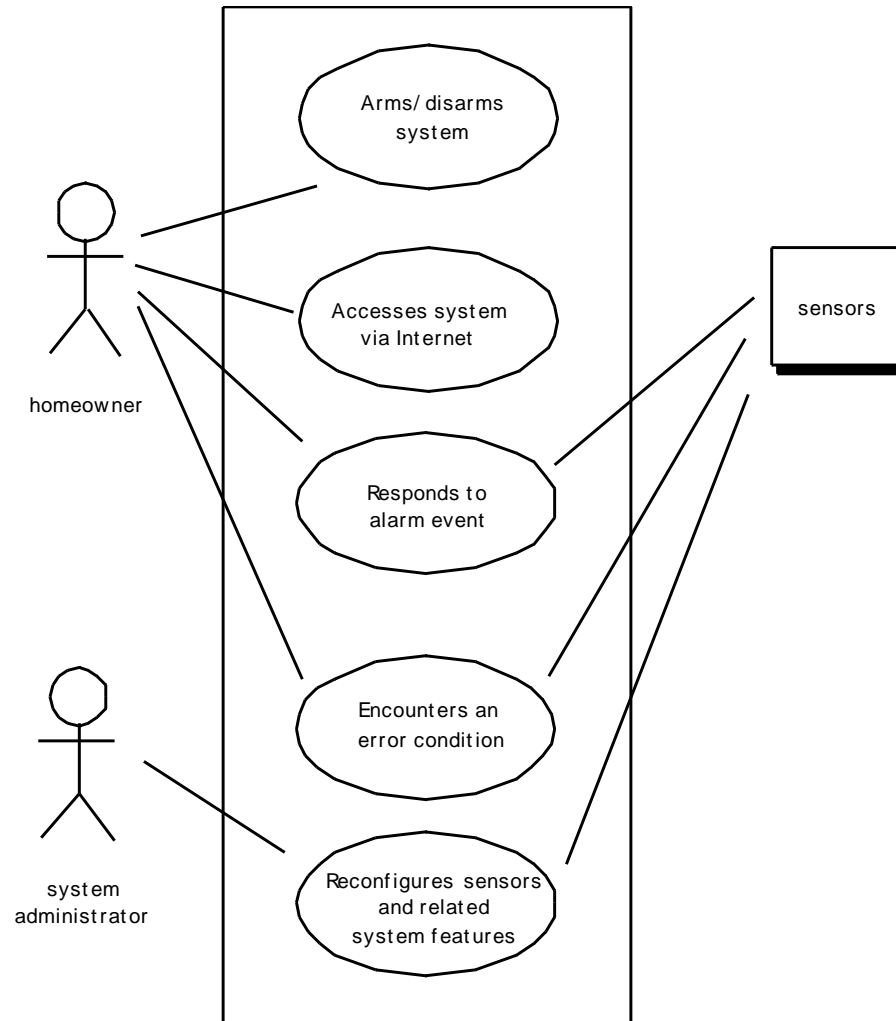 Arms/disarms
system
Accesses system
via Internet
sensors
homeowner
Responds to
alarm event
Encounters an
error condition
system
administrator
Reconfigures sensors
and related
system features